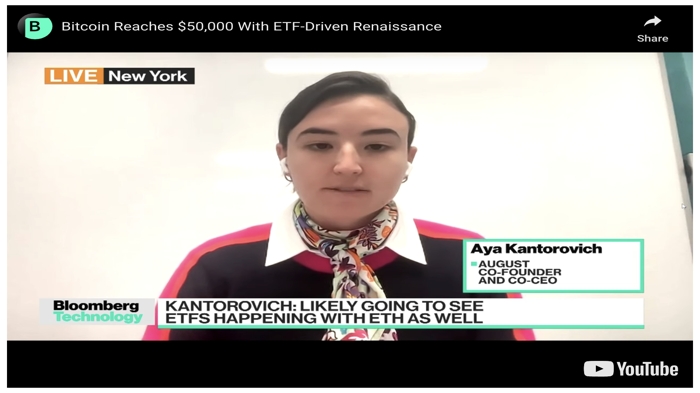 B Bitcoin Reaches $50,000 With ETF-Driven Renaissance
Share
LIVE New York
Aya Kantorovich
AUGUST
CO-FOUNDER
AND CO-CEO
Bloomberg
Technology
KANTOROVICH: LIKELY GOING TO SEE
ETFS HAPPENING WITH ETH AS WELL
YouTube